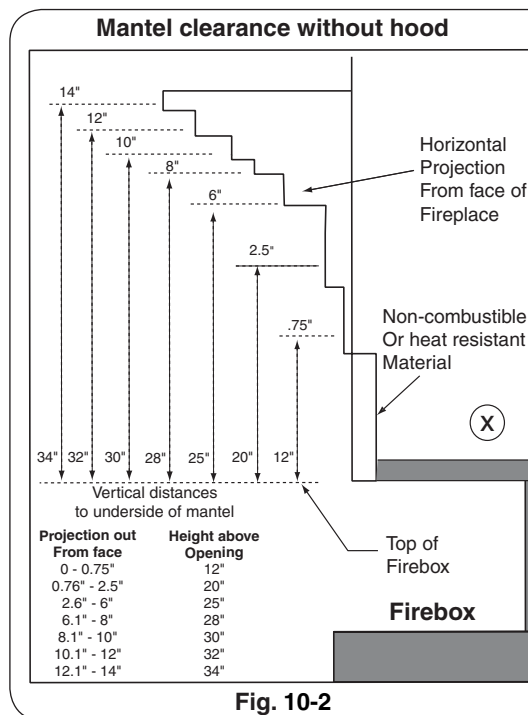 Mantel clearance without hood
14"
12"
10"
8"
6"
2.5"
.75"
Horizontal
Projection
From face of
Fireplace
Non-combustible
Or heat resistant
Material
X
34" 32" 30" 28" 25" 20" 12"
Vertical distances
to underside of mantel
Projection out Height above
From face Opening
0 - 0.75" 12"
0.76" - 2.5" 20"
2.6" - 6" 25"
6.1" - 8" 28"
8.1" - 10" 30"
10.1" - 12" 32"
12.1" - 14" 34"
Top of
Firebox
Firebox
Fig. 10-2